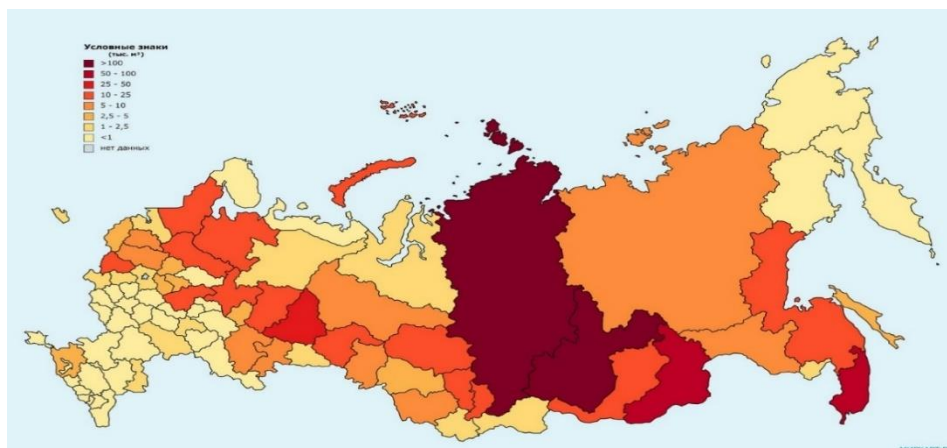 Условные знаки
(тыс. м³)
>100
50 - 100
25 - 50
10 - 25
5 - 10
2,5 - 5
1 - 2,5
<1
нет данных